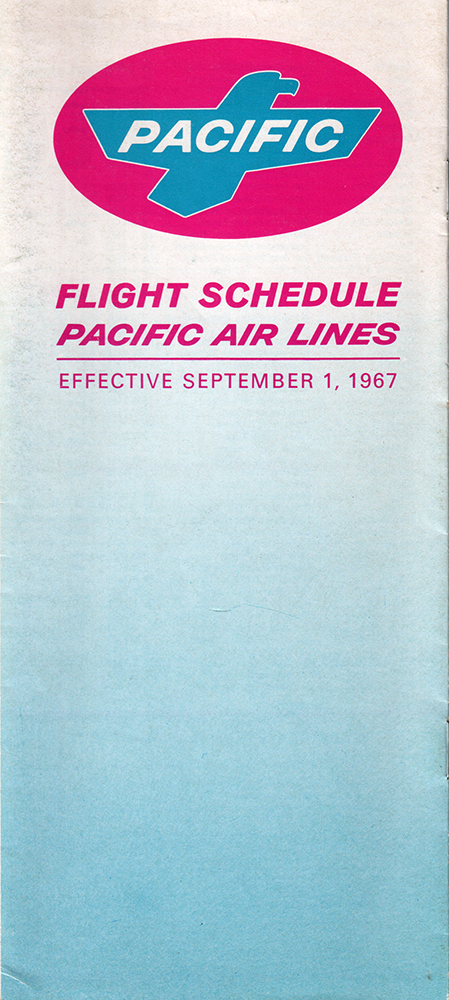 PACIFIC
FLIGHT SCHEDULE
PACIFIC AIR LINES
EFFECTIVE SEPTEMBER 1, 1967